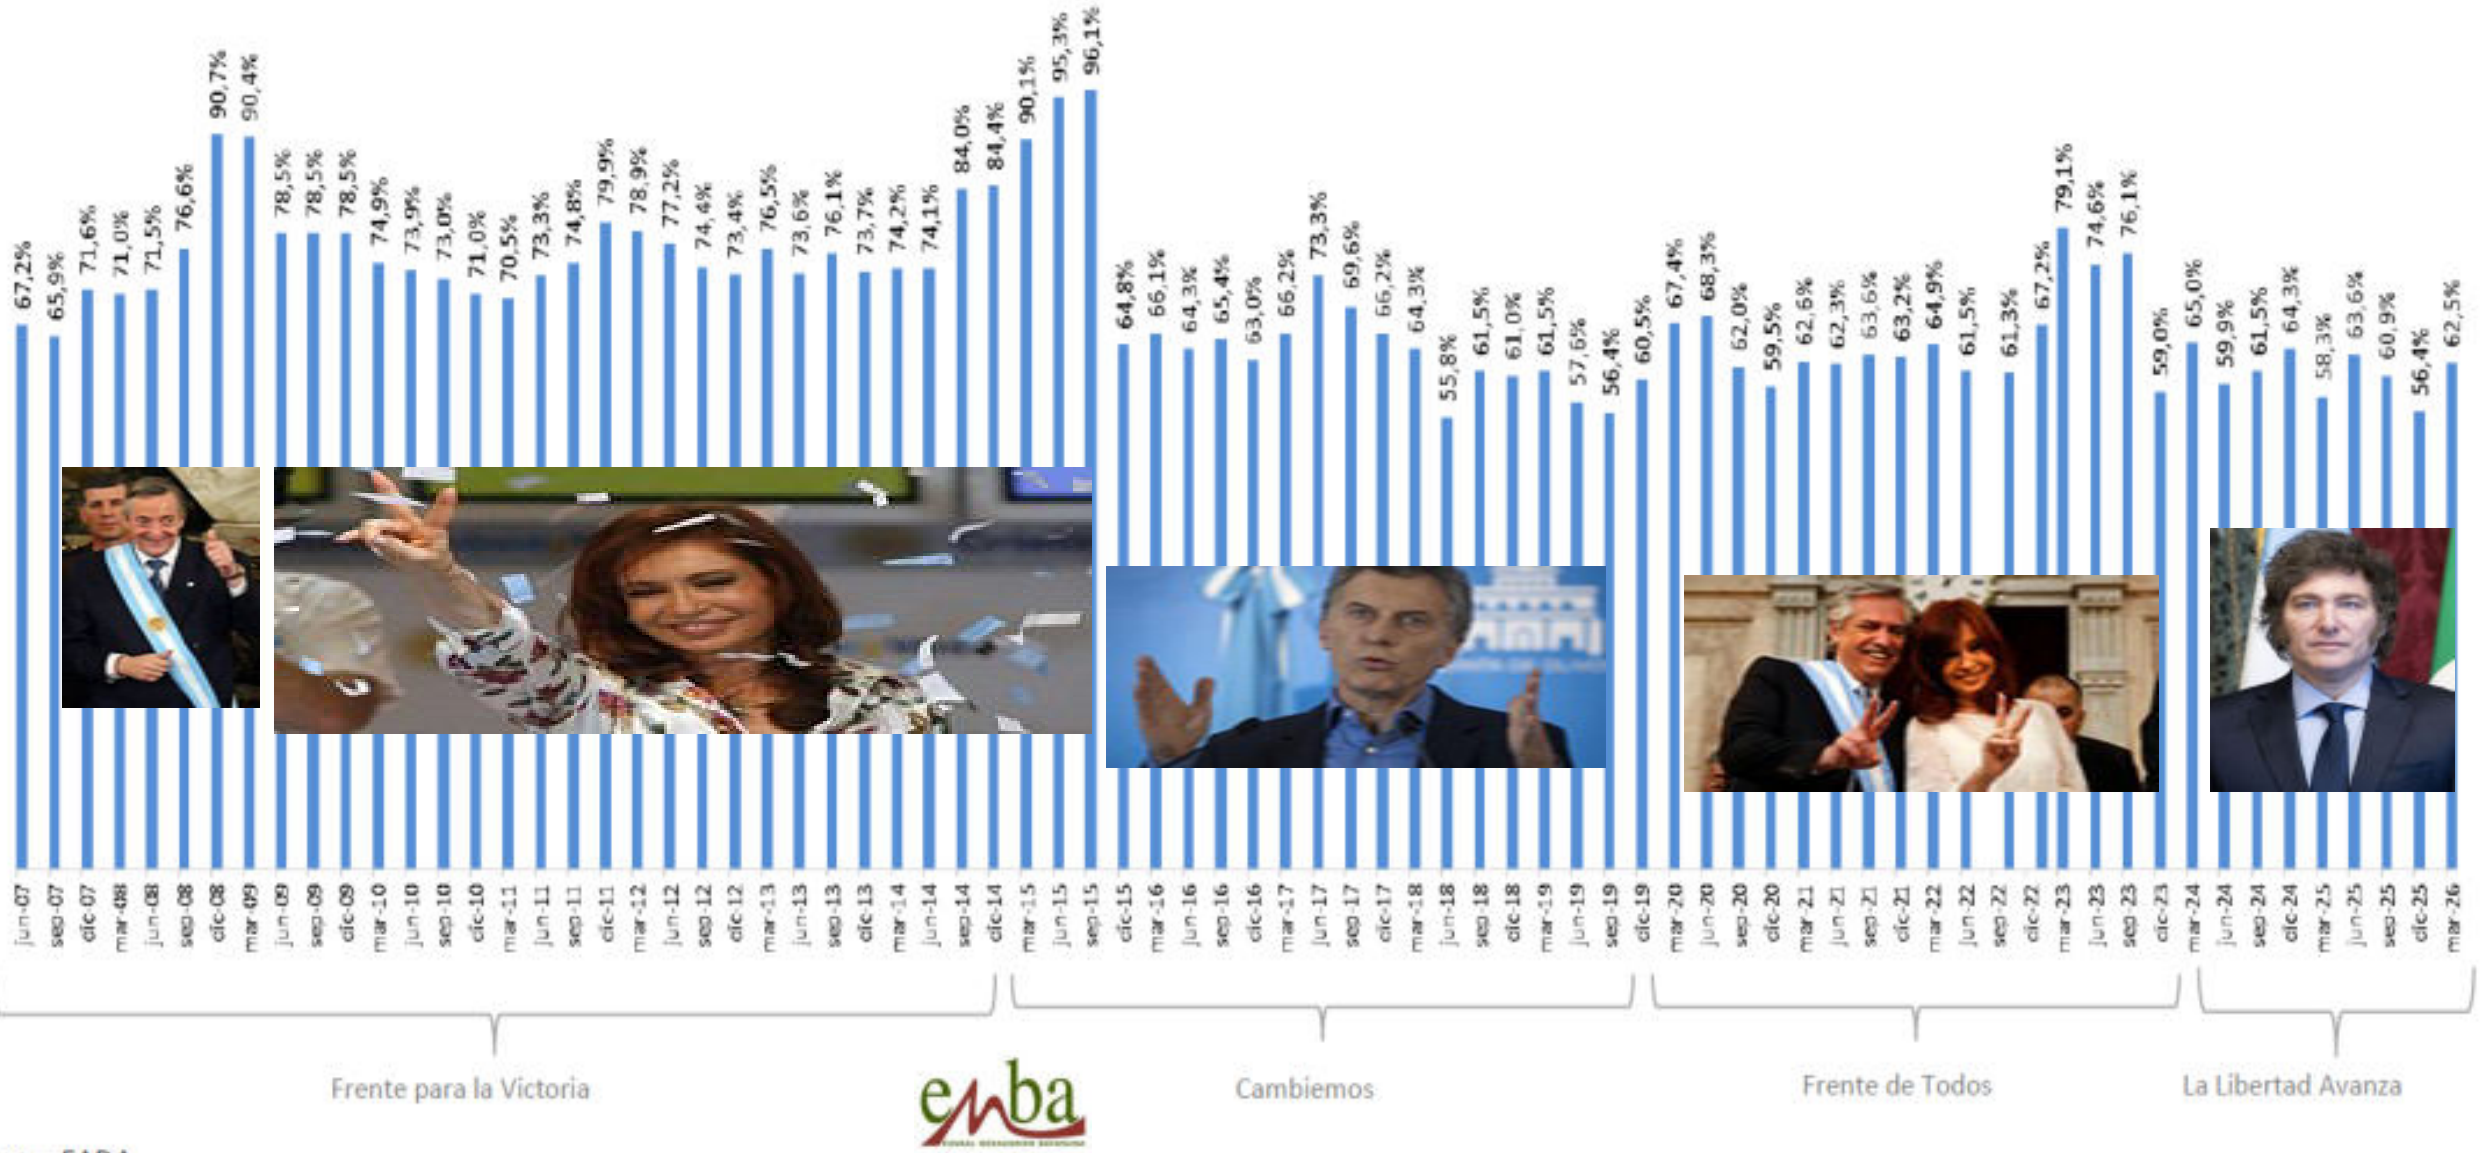 67,2%
65,9%
71,6%
71,0%
71,5%
76,6%
90,7%
90,4%
78,5%
78,5%
78,5%
74,9%
73,9%
73,0%
71,0%
70,5%
73,3%
74,8%
79,9%
78,9%
77,2%
74,4%
73,4%
76,5%
73,6%
76,1%
73,7%
74,2%
74,1%
84,0%
84,4%
90,1%
95,3%
96,1%
64,8%
66,1%
64,3%
65,4%
63,0%
66,2%
73,3%
69,6%
66,2%
64,3%
55,8%
61,5%
61,0%
61,5%
57,6%
56,4%
60,5%
67,4%
68,3%
62,0%
59,5%
62,6%
62,3%
63,6%
63,2%
64,9%
61,5%
61,3%
67,2%
79,1%
74,6%
76,1%
59,0%
65,0%
59,9%
61,5%
64,3%
58,3%
63,6%
60,9%
56,4%
62,5%
jun-07
sep-07
dic-07
mar-08
jun-08
sep-08
dic-08
mar-09
jun-09
sep-09
dic-09
mar-10
jun-10
sep-10
dic-10
mar-11
jun-11
sep-11
dic-11
mar-12
jun-12
sep-12
dic-12
mar-13
jun-13
sep-13
dic-13
mar-14
jun-14
sep-14
dic-14
mar-15
jun-15
sep-15
dic-15
mar-16
jun-16
sep-16
dic-16
mar-17
jun-17
sep-17
dic-17
mar-18
jun-18
sep-18
dic-18
mar-19
jun-19
sep-19
dic-19
mar-20
jun-20
sep-20
dic-20
mar-21
jun-21
sep-21
dic-21
mar-22
jun-22
sep-22
dic-22
mar-23
jun-23
sep-23
dic-23
mar-24
jun-24
sep-24
dic-24
mar-25
jun-25
sep-25
dic-25
mar-26
Frente para la Victoria
Cambiemos
Frente de Todos
La Libertad Avanza
emba